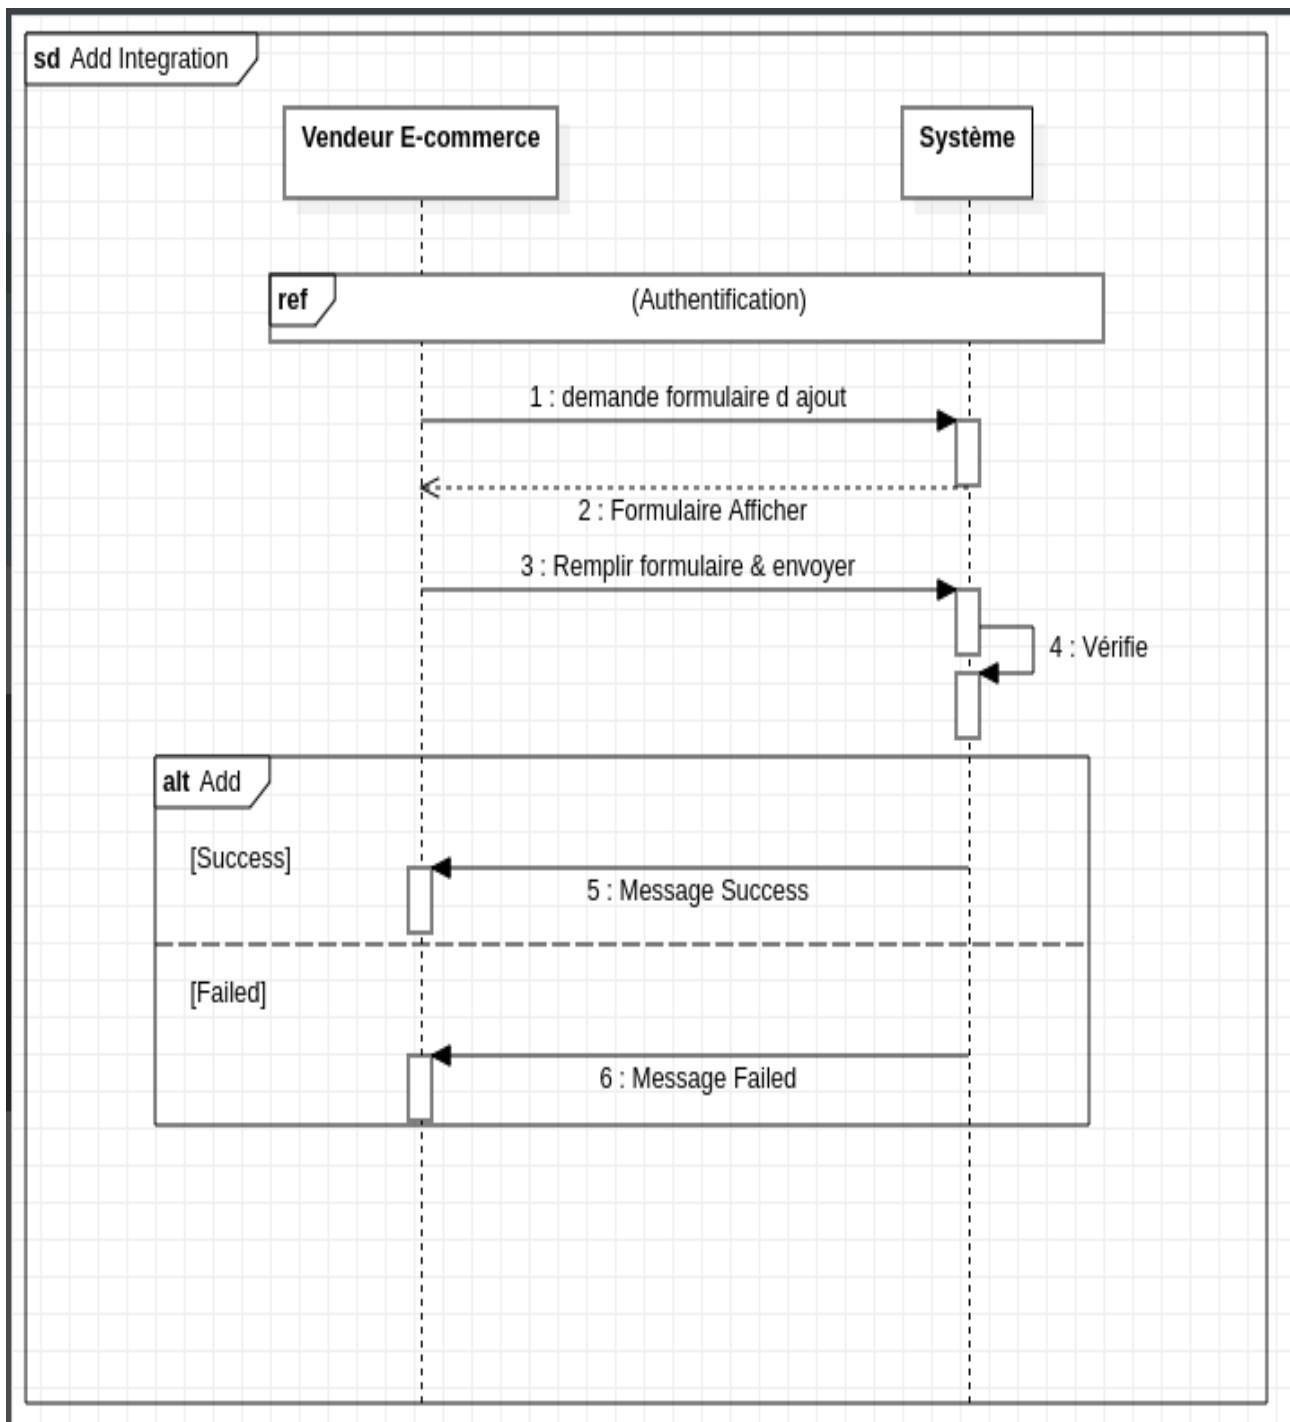 sd Add Integration
Vendeur E-commerce
Système
ref
(Authentification)
1 : demande formulaire d ajout
2 : Formulaire Afficher
3 : Remplir formulaire & envoyer
4 : Vérifie
alt Add
[Success]
5 : Message Success
[Failed]
6 : Message Failed